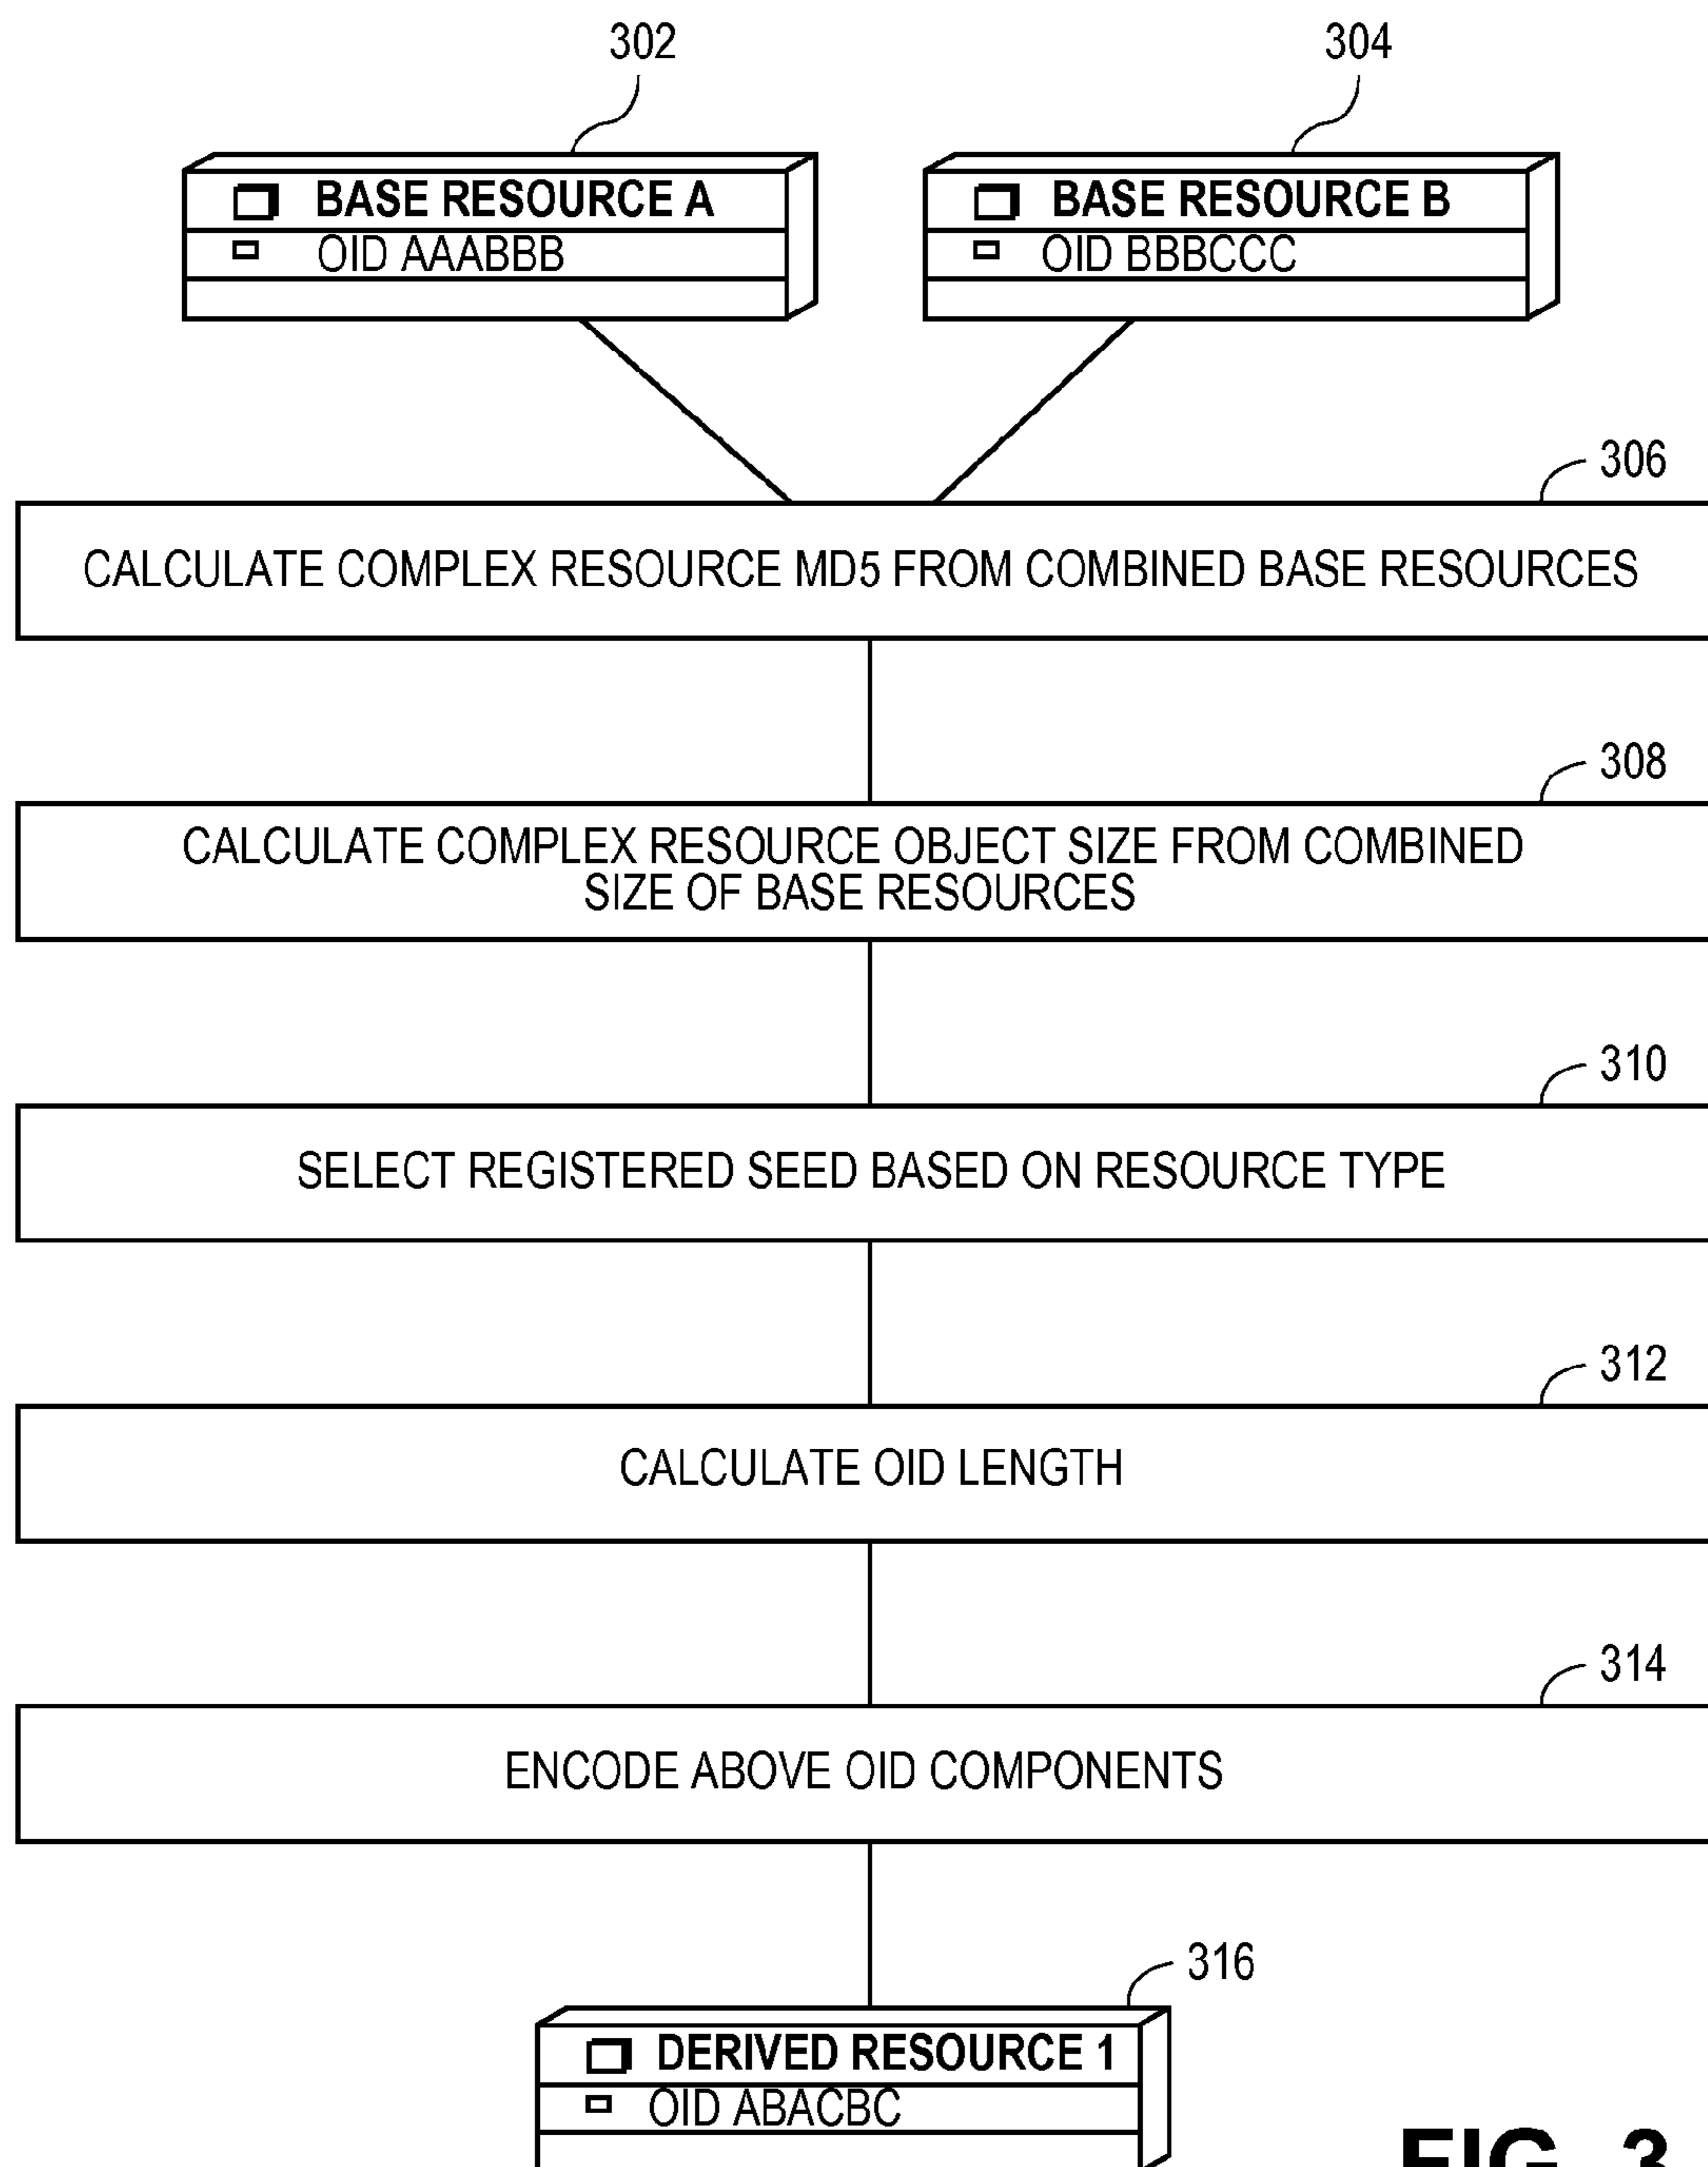 302
304
BASE RESOURCE A
BASE RESOURCE B
OID AAABBB
OID BBBCCC
306
CALCULATE COMPLEX RESOURCE MD5 FROM COMBINED BASE RESOURCES
308
CALCULATE COMPLEX RESOURCE OBJECT SIZE FROM COMBINED
SIZE OF BASE RESOURCES
310
SELECT REGISTERED SEED BASED ON RESOURCE TYPE
312
CALCULATE OID LENGTH
314
ENCODE ABOVE OID COMPONENTS
316
DERIVED RESOURCE 1
OID ABACBC
FIG. 3